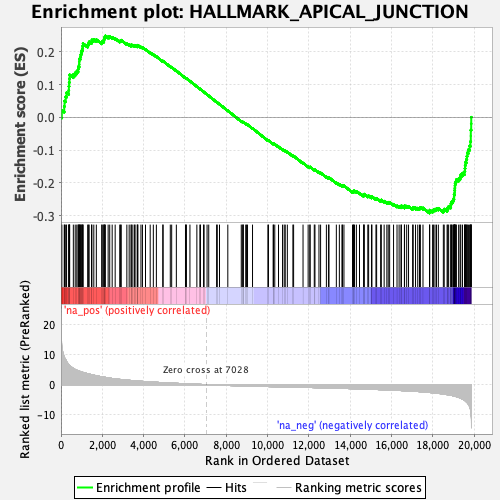 Enrichment plot: HALLMARK_APICAL_JUNCTION
Enrichment score (ES)
0.2
0.1
0.0
-0.1
-0.2
-0.3
'na_pos' (positively correlated)
Ranked list metric (PreRanked)
20
10
0
-10
Zero cross at 7028
'na_neg' (negatively correlated)
0
2,000
4,000
6,000
8,000
10,000
12,000
14,000
16,000
18,000
20,000
Rank in Ordered Dataset
Enrichment profile
Hits
Ranking metric scores